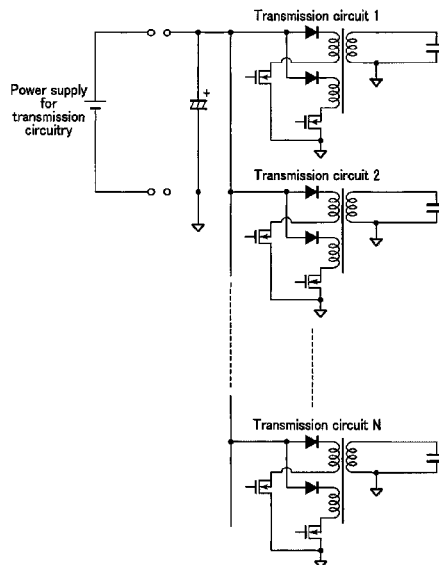 Transmission circuit 1
Power supply
for
transmission
circuitry
+
Transmission circuit 2
Transmission circuit N